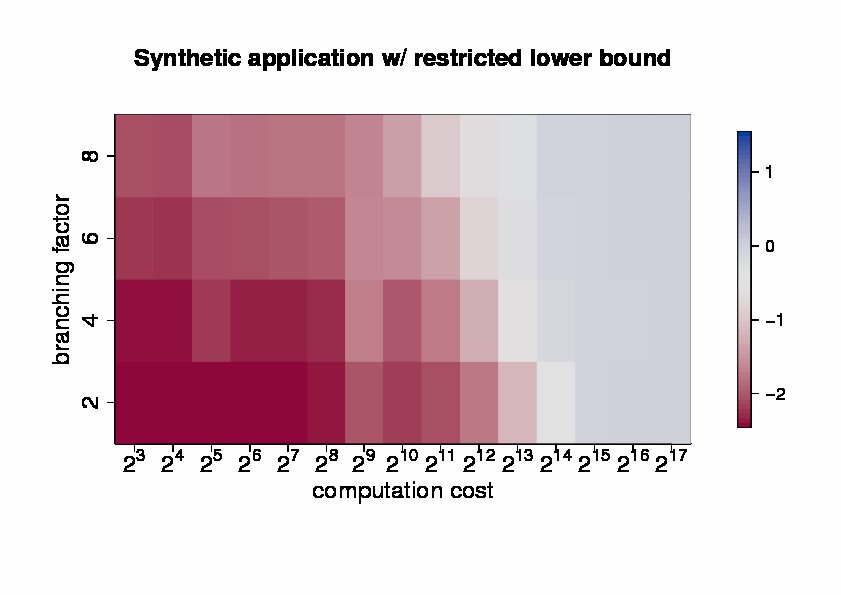 Synthetic application w/ restricted lower bound
branching factor
8
6
4
2
1
0
−1
−2
2^3 2^4 2^5 2^6 2^7 2^8 2^9 2^10 2^11 2^12 2^13 2^14 2^15 2^16 2^17
computation cost